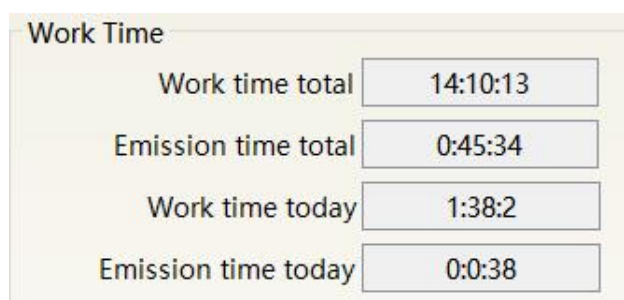 Work Time
Work time total 14:10:13
Emission time total 0:45:34
Work time today 1:38:2
Emission time today 0:0:38